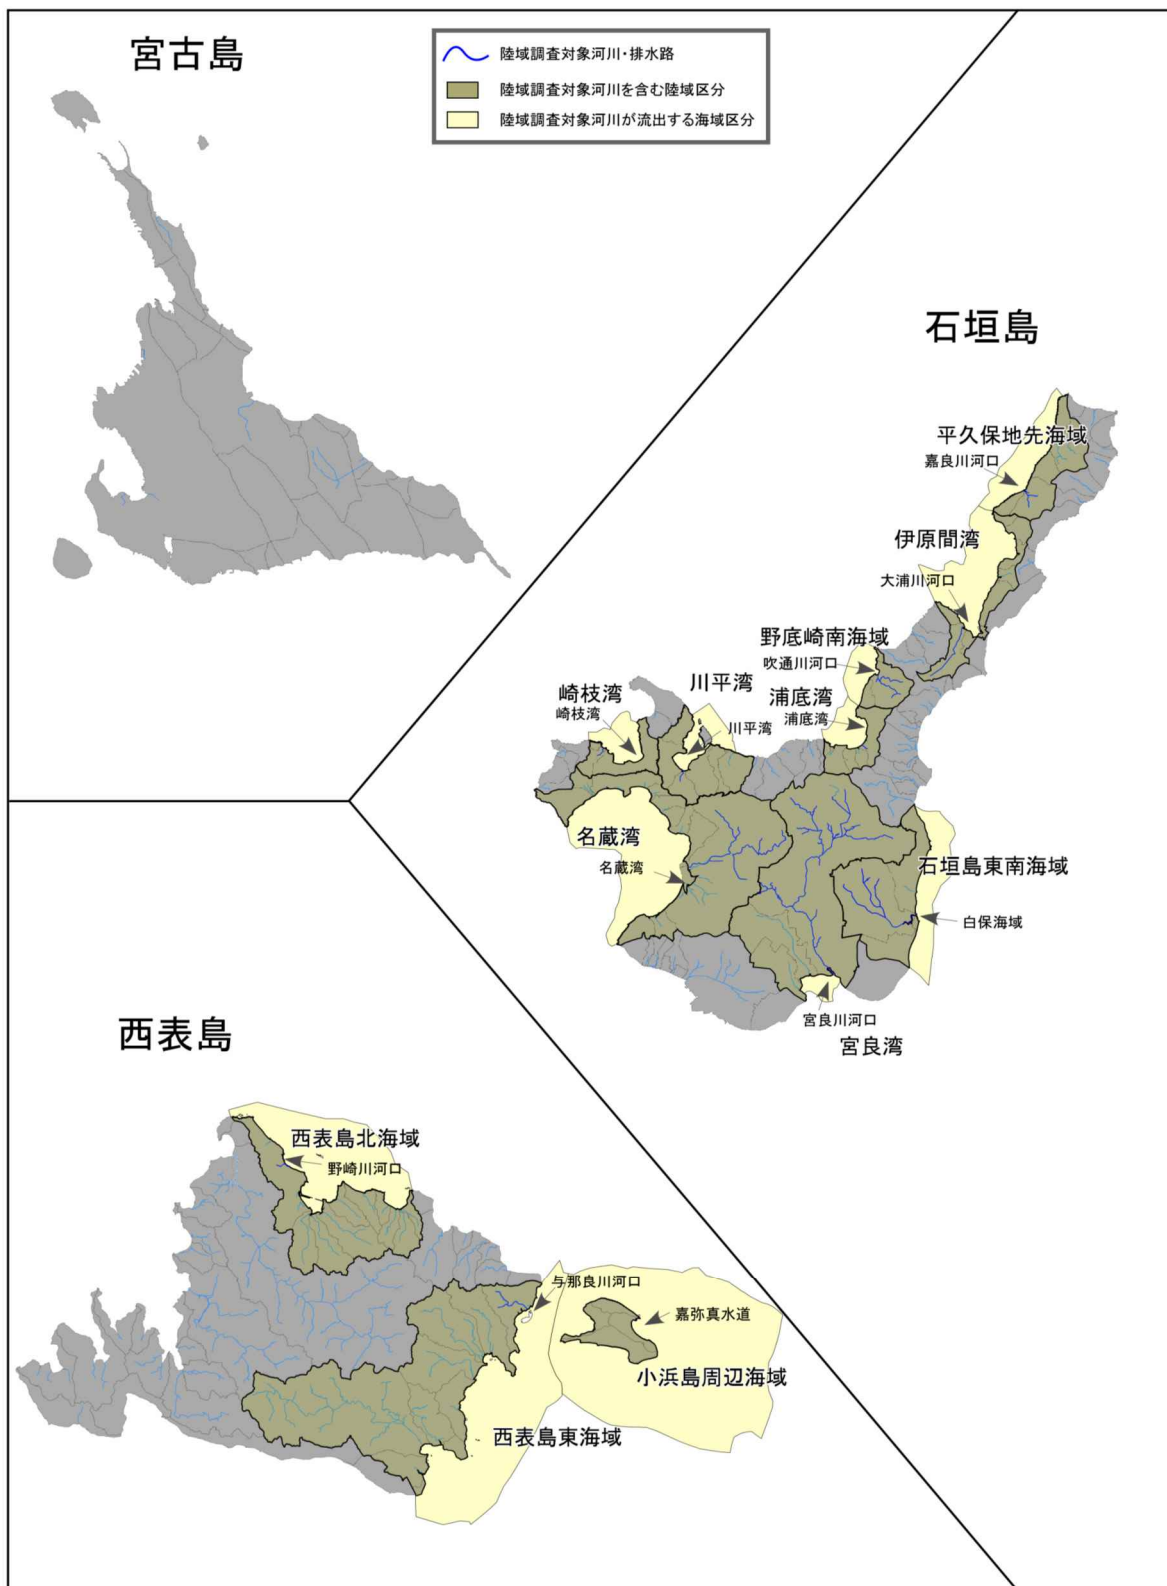 宮古島
陸域調査対象河川・排水路
陸域調査対象河川を含む陸域区分
陸域調査対象河川が流出する海域区分
石垣島
平久保地先海域
嘉良川河口
伊原間湾
大浦川河口
野底崎南海域
吹通川河口
浦底湾
浦底湾
川平湾
川平湾
崎枝湾
崎枝湾
名蔵湾
名蔵湾
石垣島東南海域
白保海域
宮良川河口
宮良湾
西表島
西表島北海域
野崎川河口
与那良川河口
嘉弥真水道
小浜島周辺海域
西表島東海域